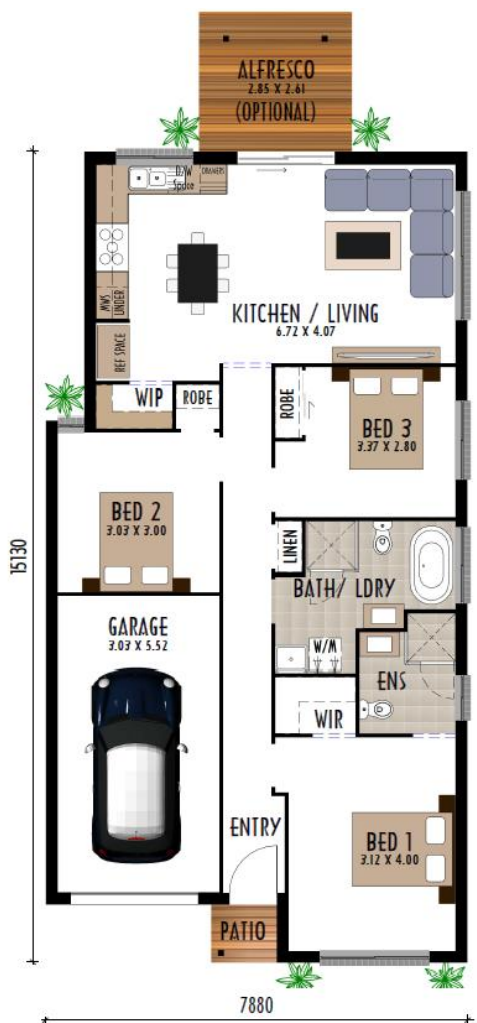 ALFRESCO
2.85 X 2.61
(OPTIONAL)
D/W
Space
DRAWERS
MWS
UNDER
KITCHEN / LIVING
6.72 X 4.07
REF SPACE
WIP
ROBE
ROBE
BED 3
3.37 X 2.80
BED 2
3.03 X 3.00
LINEN
BATH/ LDRY
15130
GARAGE
3.03 X 5.52
W/M
ENS
WIR
ENTRY
BED 1
3.12 X 4.00
PATIO
7880